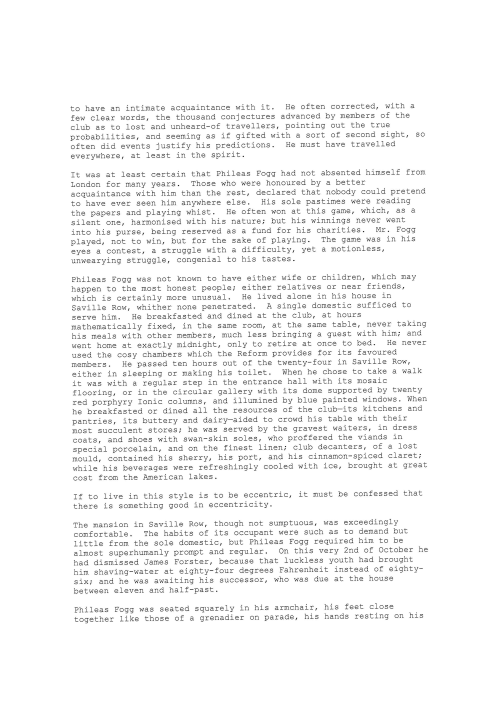 to have an intimate acquaintance with it.  He often corrected, with a
few clear words, the thousand conjectures advanced by members of the
club as to lost and unheard-of travellers, pointing out the true
probabilities, and seeming as if gifted with a sort of second sight, so
often did events justify his predictions.  He must have travelled
everywhere, at least in the spirit.

It was at least certain that Phileas Fogg had not absented himself from
London for many years.  Those who were honoured by a better
acquaintance with him than the rest, declared that nobody could pretend
to have ever seen him anywhere else.  His sole pastimes were reading
the papers and playing whist.  He often won at this game, which, as a
silent one, harmonised with his nature; but his winnings never went
into his purse, being reserved as a fund for his charities.  Mr. Fogg
played, not to win, but for the sake of playing.  The game was in his
eyes a contest, a struggle with a difficulty, yet a motionless,
unwearying struggle, congenial to his tastes.

Phileas Fogg was not known to have either wife or children, which may
happen to the most honest people; either relatives or near friends,
which is certainly more unusual.  He lived alone in his house in
Saville Row, whither none penetrated.  A single domestic sufficed to
serve him.  He breakfasted and dined at the club, at hours
mathematically fixed, in the same room, at the same table, never taking
his meals with other members, much less bringing a guest with him; and
went home at exactly midnight, only to retire at once to bed.  He never
used the cosy chambers which the Reform provides for its favoured
members.  He passed ten hours out of the twenty-four in Saville Row,
either in sleeping or making his toilet.  When he chose to take a walk
it was with a regular step in the entrance hall with its mosaic
flooring, or in the circular gallery with its dome supported by twenty
red porphyry Ionic columns, and illumined by blue painted windows. When
he breakfasted or dined all the resources of the club—its kitchens and
pantries, its buttery and dairy—aided to crowd his table with their
most succulent stores; he was served by the gravest waiters, in dress
coats, and shoes with swan-skin soles, who proffered the viands in
special porcelain, and on the finest linen; club decanters, of a lost
mould, contained his sherry, his port, and his cinnamon-spiced claret;
while his beverages were refreshingly cooled with ice, brought at great
cost from the American lakes.

If to live in this style is to be eccentric, it must be confessed that
there is something good in eccentricity.

The mansion in Saville Row, though not sumptuous, was exceedingly
comfortable.  The habits of its occupant were such as to demand but
little from the sole domestic, but Phileas Fogg required him to be
almost superhumanly prompt and regular.  On this very 2nd of October he
had dismissed James Forster, because that luckless youth had brought
him shaving-water at eighty-four degrees Fahrenheit instead of eighty-
six; and he was awaiting his successor, who was due at the house
between eleven and half-past.

Phileas Fogg was seated squarely in his armchair, his feet close
together like those of a grenadier on parade, his hands resting on his